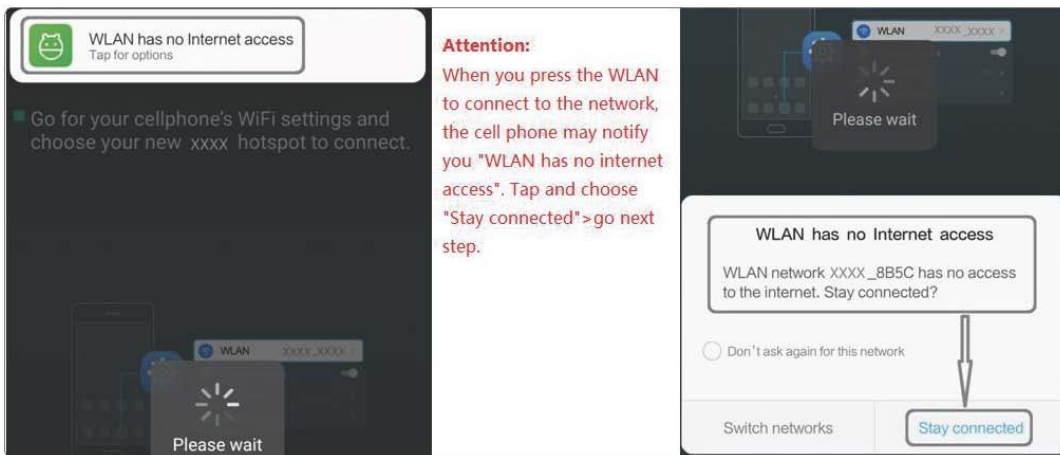 WLAN has no Internet access
Tap for options
Go for your cellphone's WiFi settings and
choose your new xxxx hotspot to connect.
WLAN XXXX_XXXX >
Please wait
Attention:
When you press the WLAN
to connect to the network,
the cell phone may notify
you "WLAN has no internet
access". Tap and choose
"Stay connected">go next
step.
WLAN XXXX_XXXX >
Please wait
WLAN has no Internet access
WLAN network XXXX_8B5C has no access
to the internet. Stay connected?
Don't ask again for this network
Switch networks
Stay connected